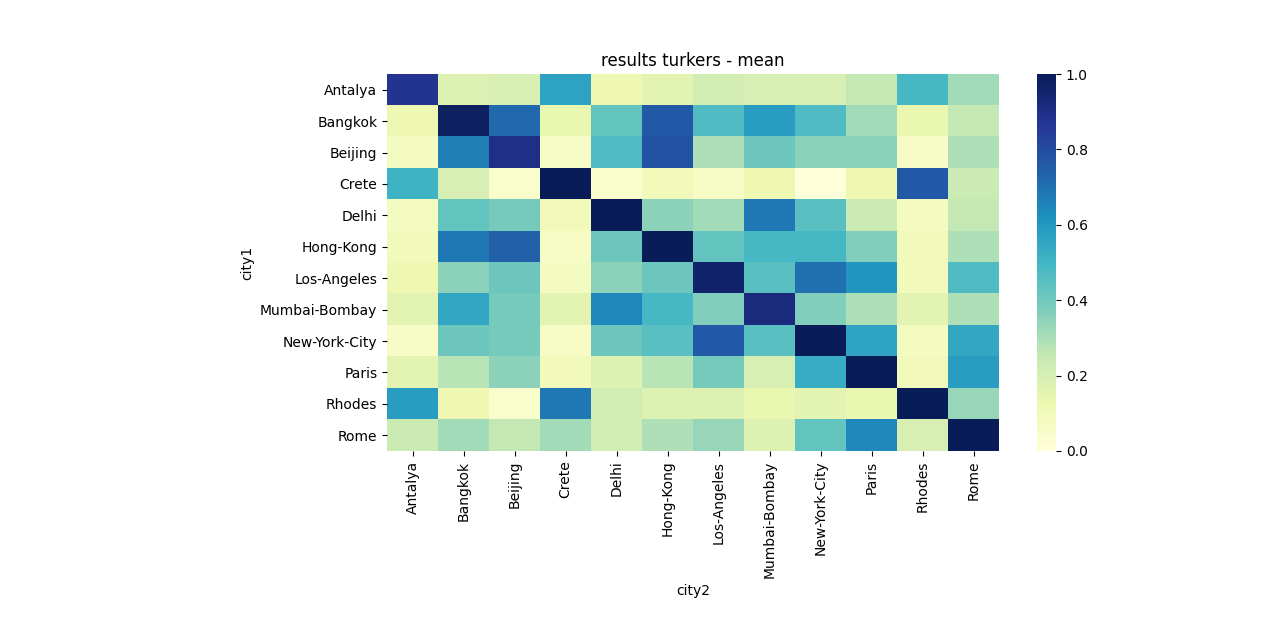 results turkers - mean
city1
Antalya
Bangkok
Beijing
Crete
Delhi
Hong-Kong
Los-Angeles
Mumbai-Bombay
New-York-City
Paris
Rhodes
Rome
Antalya
Bangkok
Beijing
Crete
Delhi
Hong-Kong
Los-Angeles
Mumbai-Bombay
New-York-City
Paris
Rhodes
Rome
city2
1.0
0.8
0.6
0.4
0.2
0.0